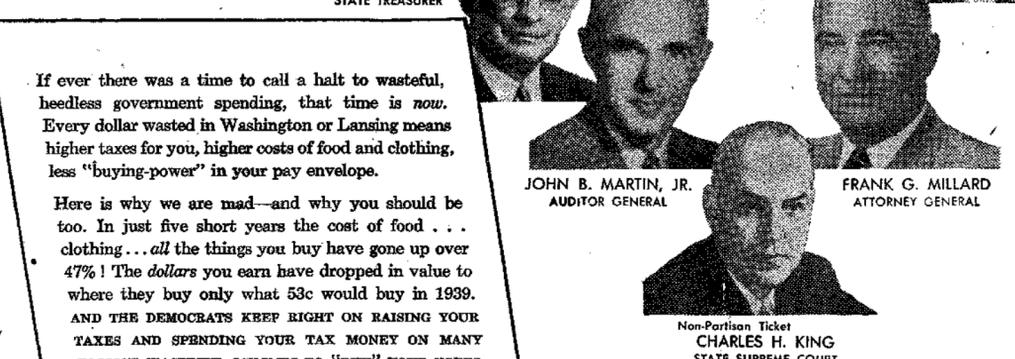 STATE TREASURER
If ever there was a time to call a halt to wasteful,
heedless government spending, that time is now.
Every dollar wasted in Washington or Lansing means
higher taxes for you, higher costs of food and clothing,
less "buying-power" in your pay envelope.
Here is why we are mad—and why you should be
too. In just five short years the cost of food . . .
clothing . . . all the things you buy have gone up over
47% ! The dollars you earn have dropped in value to
where they buy only what 53c would buy in 1939.
AND THE DEMOCRATS KEEP RIGHT ON RAISING YOUR
TAXES AND SPENDING YOUR TAX MONEY ON MANY
JOHN B. MARTIN, JR.
AUDITOR GENERAL
FRANK G. MILLARD
ATTORNEY GENERAL
Non-Partisan Ticket
CHARLES H. KING
STATE SUPREME COURT